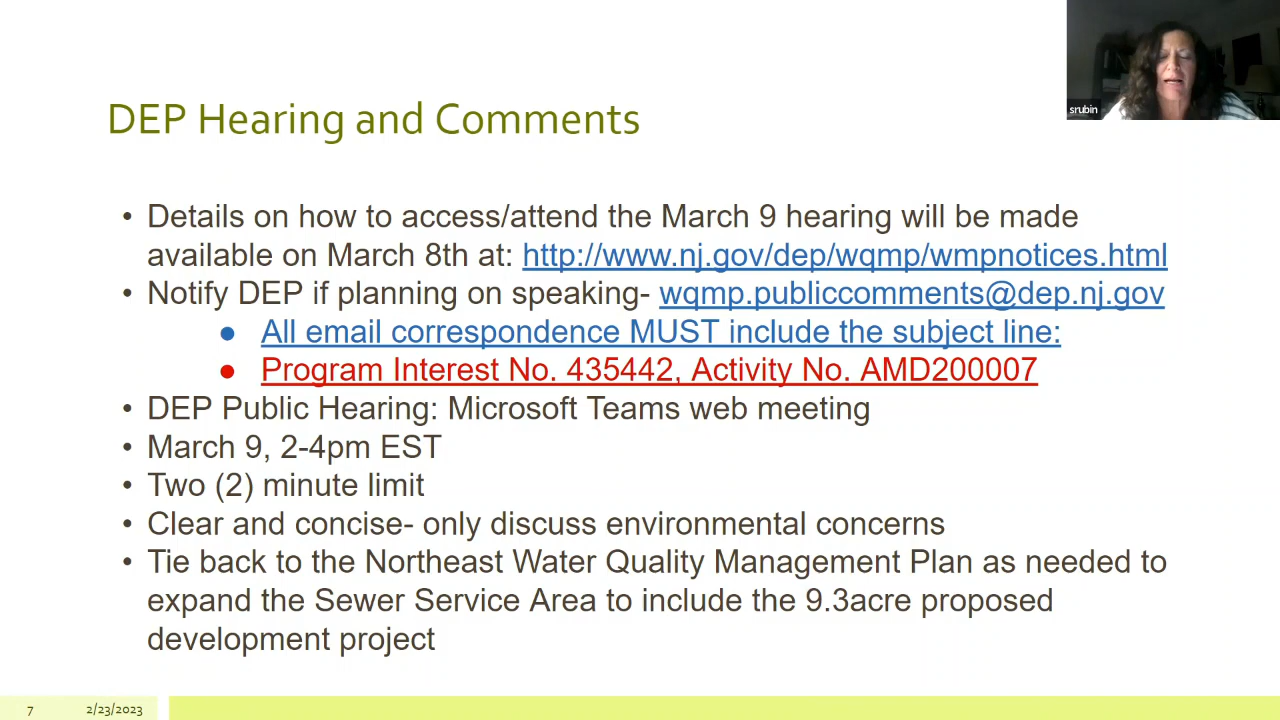 srubin
DEP Hearing and Comments
• Details on how to access/attend the March 9 hearing will be made
available on March 8th at: http://www.nj.gov/dep/wqmp/wmpnotices.html
• Notify DEP if planning on speaking- wqmp.publiccomments@dep.nj.gov
● All email correspondence MUST include the subject line:
● Program Interest No. 435442, Activity No. AMD200007
• DEP Public Hearing: Microsoft Teams web meeting
• March 9, 2-4pm EST
• Two (2) minute limit
• Clear and concise- only discuss environmental concerns
• Tie back to the Northeast Water Quality Management Plan as needed to
expand the Sewer Service Area to include the 9.3acre proposed
development project
7 2/23/2023